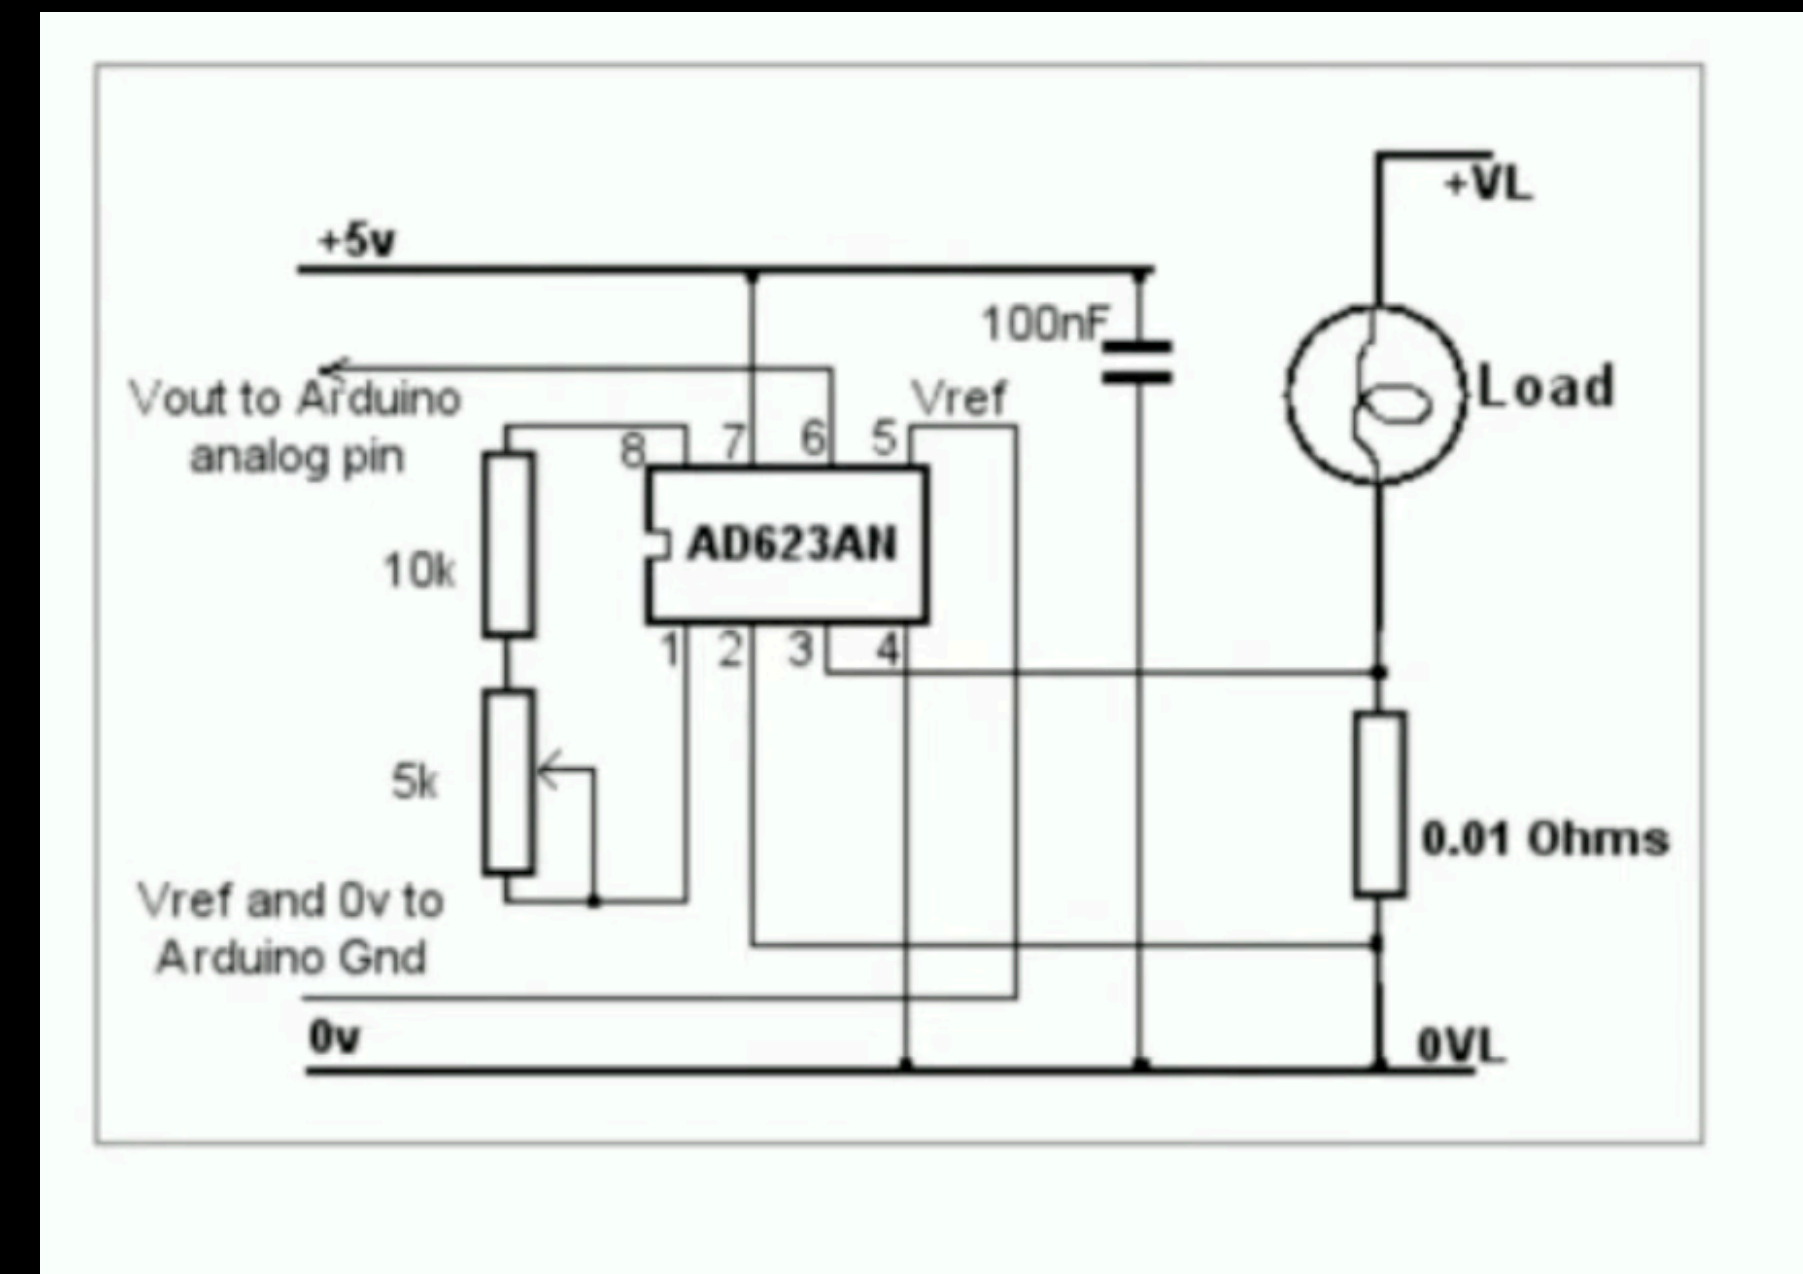 +VL
+5v
100nF
Vout to Arduino
analog pin
Vref
Load
8 7 6 5
AD623AN
10k
1 2 3 4
5k
0.01 Ohms
Vref and 0v to
Arduino Gnd
0v
0VL